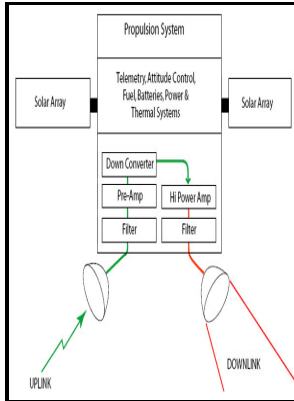 Propulsion System
Telemetry, Attitude Control,
Fuel, Batteries, Power &
Thermal Systems
Solar Array
Solar Array
Down Converter
Pre-Amp
Hi Power Amp
Filter
Filter
UPLINK
DOWNLINK